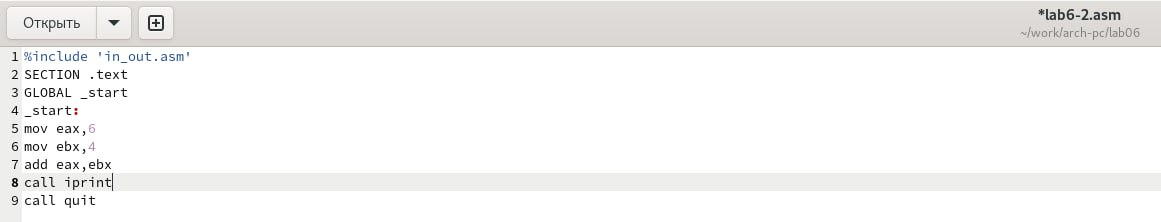 Открыть
*lab6-2.asm
~/work/arch-pc/lab06
1 %include 'in_out.asm'
2 SECTION .text
3 GLOBAL _start
4 _start:
5 mov eax,6
6 mov ebx,4
7 add eax,ebx
8 call iprint
9 call quit